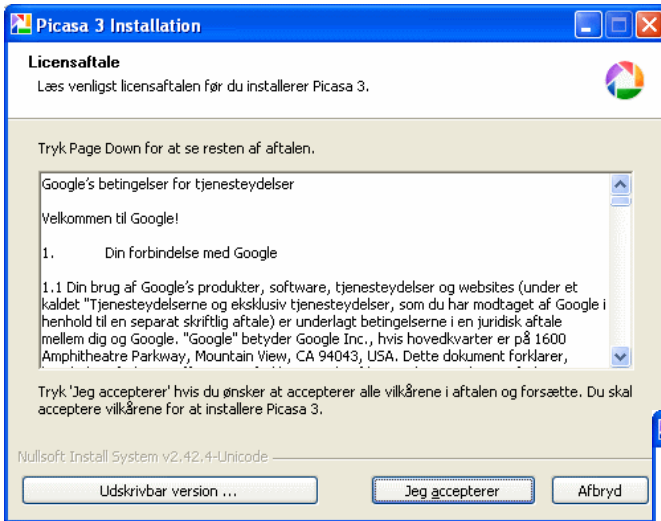 Picasa 3 Installation
Licensaftale
Læs venligst licensaftalen før du installerer Picasa 3.
Tryk Page Down for at se resten af aftalen.
Google's betingelser for tjenesteydelser
Velkommen til Google!
1. Din forbindelse med Google
1.1 Din brug af Google's produkter, software, tjenesteydelser og websites (under et
kaldet "Tjenesteydelserne og eksklusiv tjenesteydelser, som du har modtaget af Google i
henhold til en separat skriftlig aftale) er underlagt betingelserne i en juridisk aftale
mellem dig og Google. "Google" betyder Google Inc., hvis hovedkvarter er på 1600
Amphitheatre Parkway, Mountain View, CA 94043, USA. Dette dokument forklarer,
Tryk 'Jeg accepterer' hvis du ønsker at accepterer alle vilkårene i aftalen og forsætte. Du skal
acceptere vilkårene for at installere Picasa 3.
Nullsoft Install System v2.42.4-Unicode
Udskrivbar version ...
Jeg accepterer
Afbryd